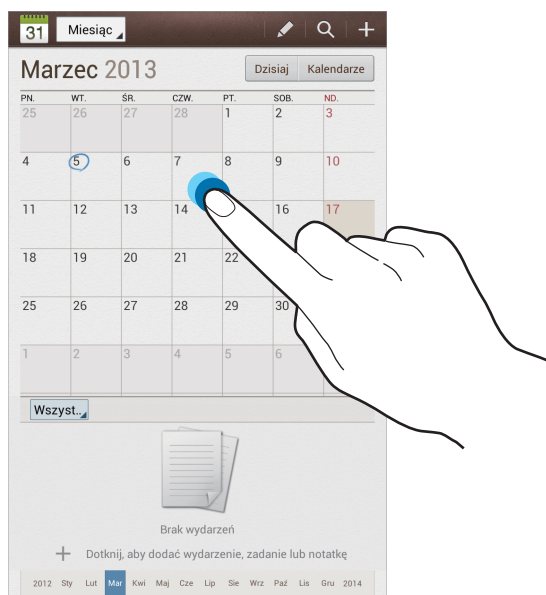 31 Miesiąc
Marzec 2013 Dzisiaj Kalendarze
PN. WT. ŚR. CZW. PT. SOB. ND.
25 26 27 28 1 2 3
4 5 6 7 8 9 10
11 12 13 14 16 17
18 19 20 21 22
25 26 27 28 29 30
1 2 3 4 5 6
Wszyst..
Brak wydarzeń
Dotknij, aby dodać wydarzenie, zadanie lub notatkę
2012 Sty Lut Mar Kwi Maj Cze Lip Sie Wrz Paź Lis Gru 2014